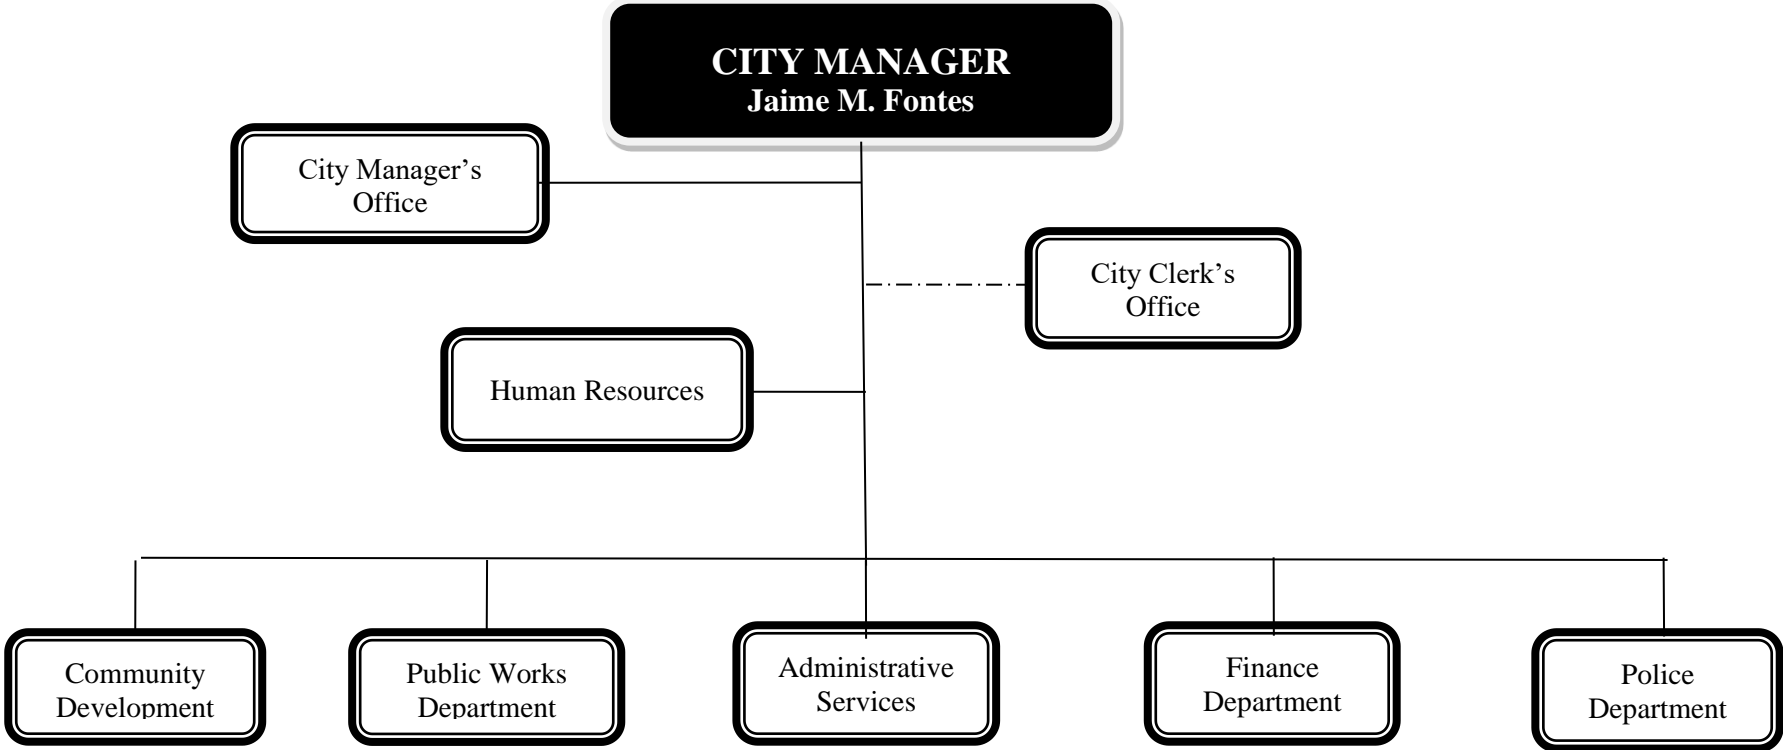 CITY MANAGER
Jaime M. Fontes
City Manager’s
Office
City Clerk’s
Office
Human Resources
Community
Development
Public Works
Department
Administrative
Services
Finance
Department
Police
Department